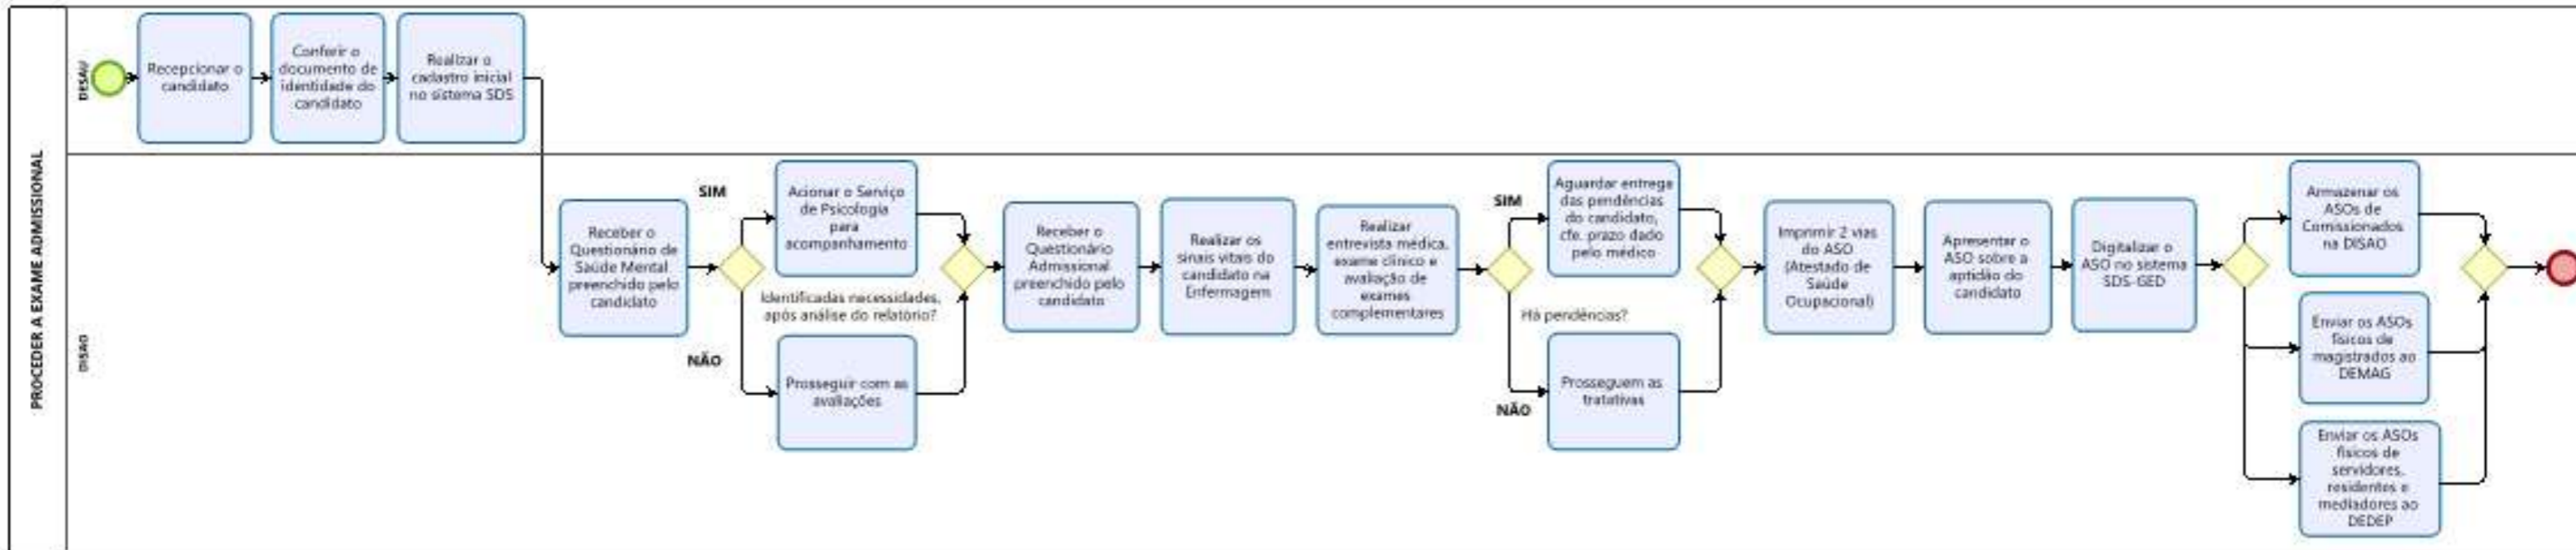 PROCEDER A EXAME ADMISSIONAL
DESAU
Recepcionar o
candidato
Conferir o
documento de
identidade do
candidato
Realizar o
cadastro inicial
no sistema SDS
DISAO
Receber o
Questionário de
Saúde Mental
preenchido pelo
candidato
SIM
Acionar o Serviço
de Psicologia
para
acompanhamento
Identificadas necessidades,
após análise do relatório?
NÃO
Prosseguir com as
avaliações
Receber o
Questionário
Admissional
preenchido pelo
candidato
Realizar os
sinais vitais do
candidato na
Enfermagem
Realizar
entrevista médica,
exame clínico e
avaliação de
exames
complementares
SIM
Aguardar entrega
das pendências
do candidato,
cfe. prazo dado
pelo médico
Há pendências?
NÃO
Prosseguem as
tratativas
Imprimir 2 vias
do ASO
(Atestado de
Saúde
Ocupacional)
Apresentar o
ASO sobre a
aptidão do
candidato
Digitalizar o
ASO no sistema
SDS-GED
Armazenar os
ASOs de
Comissionados
na DISAO
Enviar os ASOs
físicos de
magistrados ao
DEMAG
Enviar os ASOs
físicos de
servidores,
residentes e
mediadores ao
DEDEP